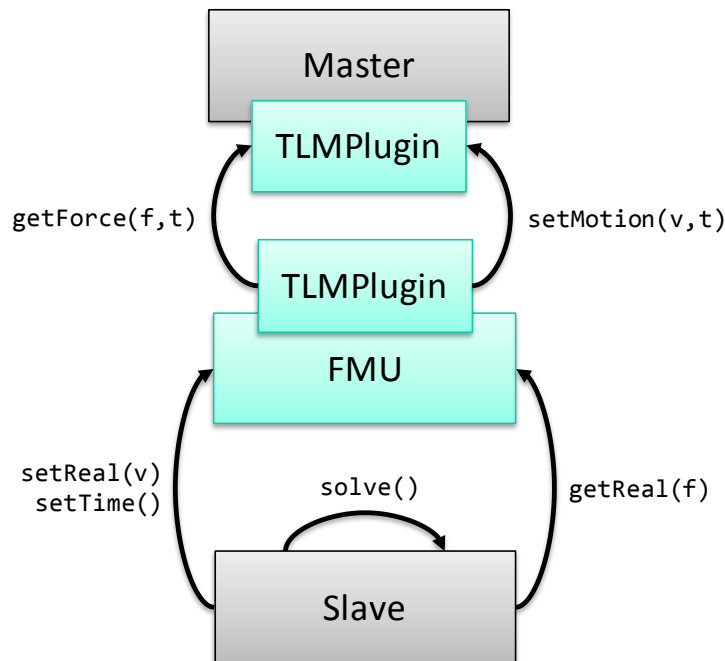 Master
TLMPlugin
getForce(f,t)
setMotion(v,t)
TLMPlugin
FMU
setReal(v)
setTime()
solve()
getReal(f)
Slave